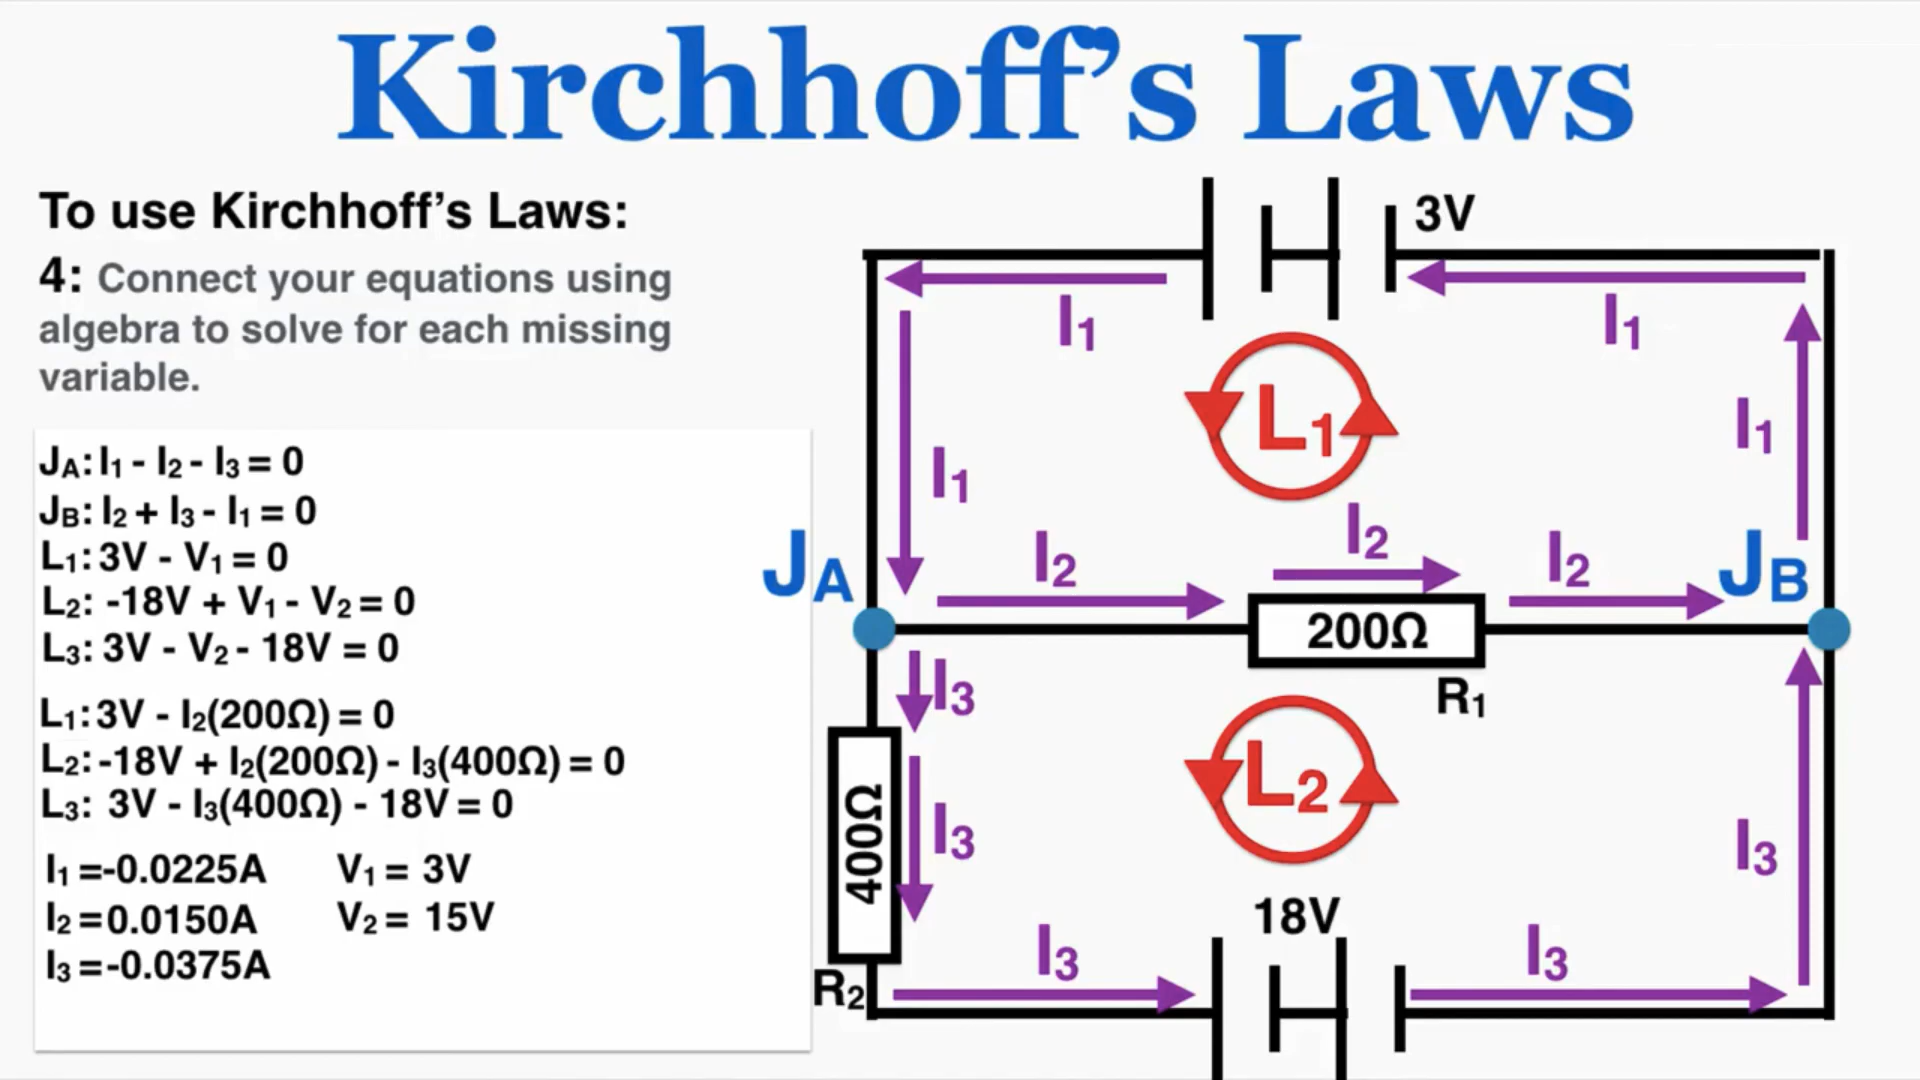 Kirchhoff’s Laws
To use Kirchhoff’s Laws:
4: Connect your equations using
algebra to solve for each missing
variable.
JA: I1 - I2 - I3 = 0
JB: I2 + I3 - I1 = 0
L1: 3V - V1 = 0
L2: -18V + V1 - V2 = 0
L3: 3V - V2 - 18V = 0
L1: 3V - I2(200Ω) = 0
L2: -18V + I2(200Ω) - I3(400Ω) = 0
L3: 3V - I3(400Ω) - 18V = 0
I1 =-0.0225A V1 = 3V
I2 =0.0150A V2 = 15V
I3 =-0.0375A
3V
I1
I1
L1
I1
I1
I2
JA
I2
I2
JB
200Ω
I3
R1
400Ω
L2
I3
I3
18V
I3
I3
R2